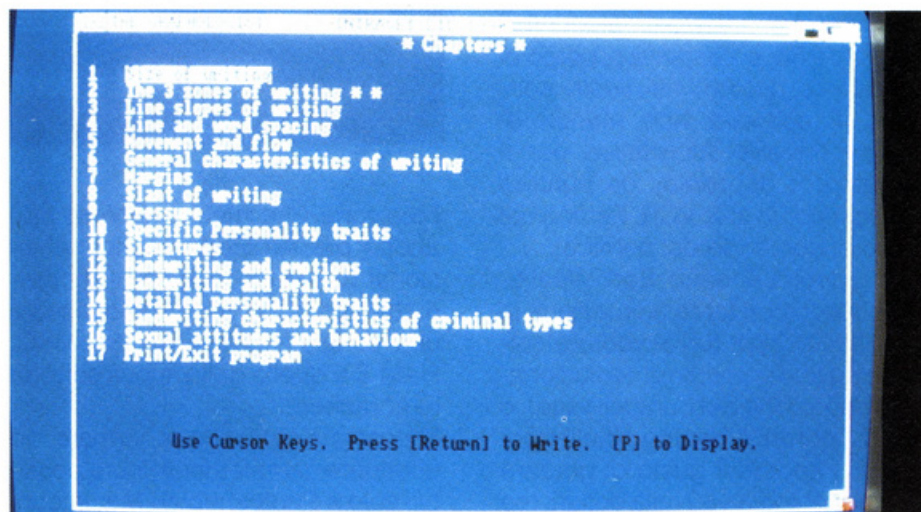 * Chapters *
1
2 The 3 zones of writing * *
3 Line slopes of writing
4 Line and word spacing
5 Movement and flow
6 General characteristics of writing
7 Margins
8 Slant of writing
9 Pressure
10 Specific Personality traits
11 Signatures
12 Handwriting and emotions
13 Handwriting and health
14 Detailed personality traits
15 Handwriting characteristics of criminal types
16 Sexual attitudes and behaviour
17 Print/Exit program
Use Cursor Keys. Press [Return] to Write. [P] to Display.